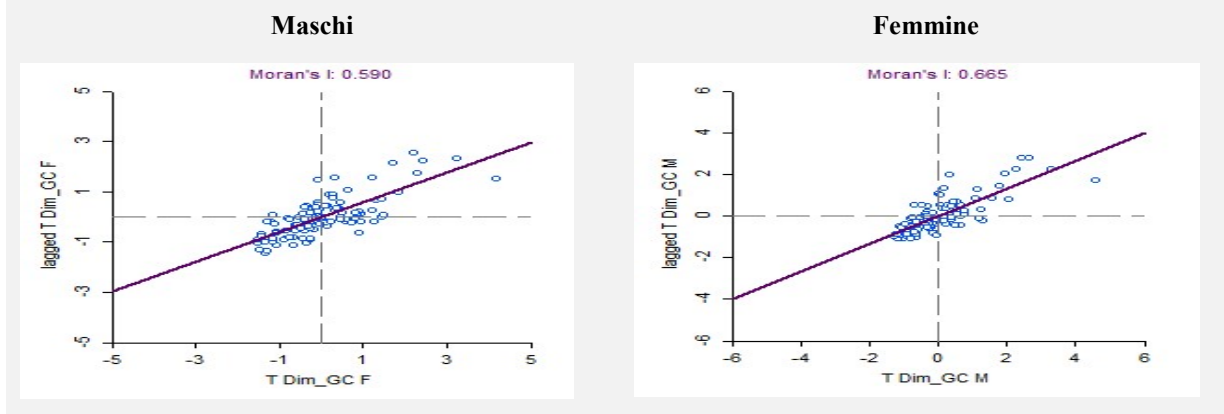 Maschi
Moran's I: 0.590
5
3
1
-1
-3
-5
lagged T Dim_GC F
-5 -3 -1 1 3 5
T Dim_GC F
Femmine
Moran's I: 0.665
6
4
2
0
-2
-4
-6
lagged T Dim_GC M
-6 -4 -2 0 2 4 6
T Dim_GC M